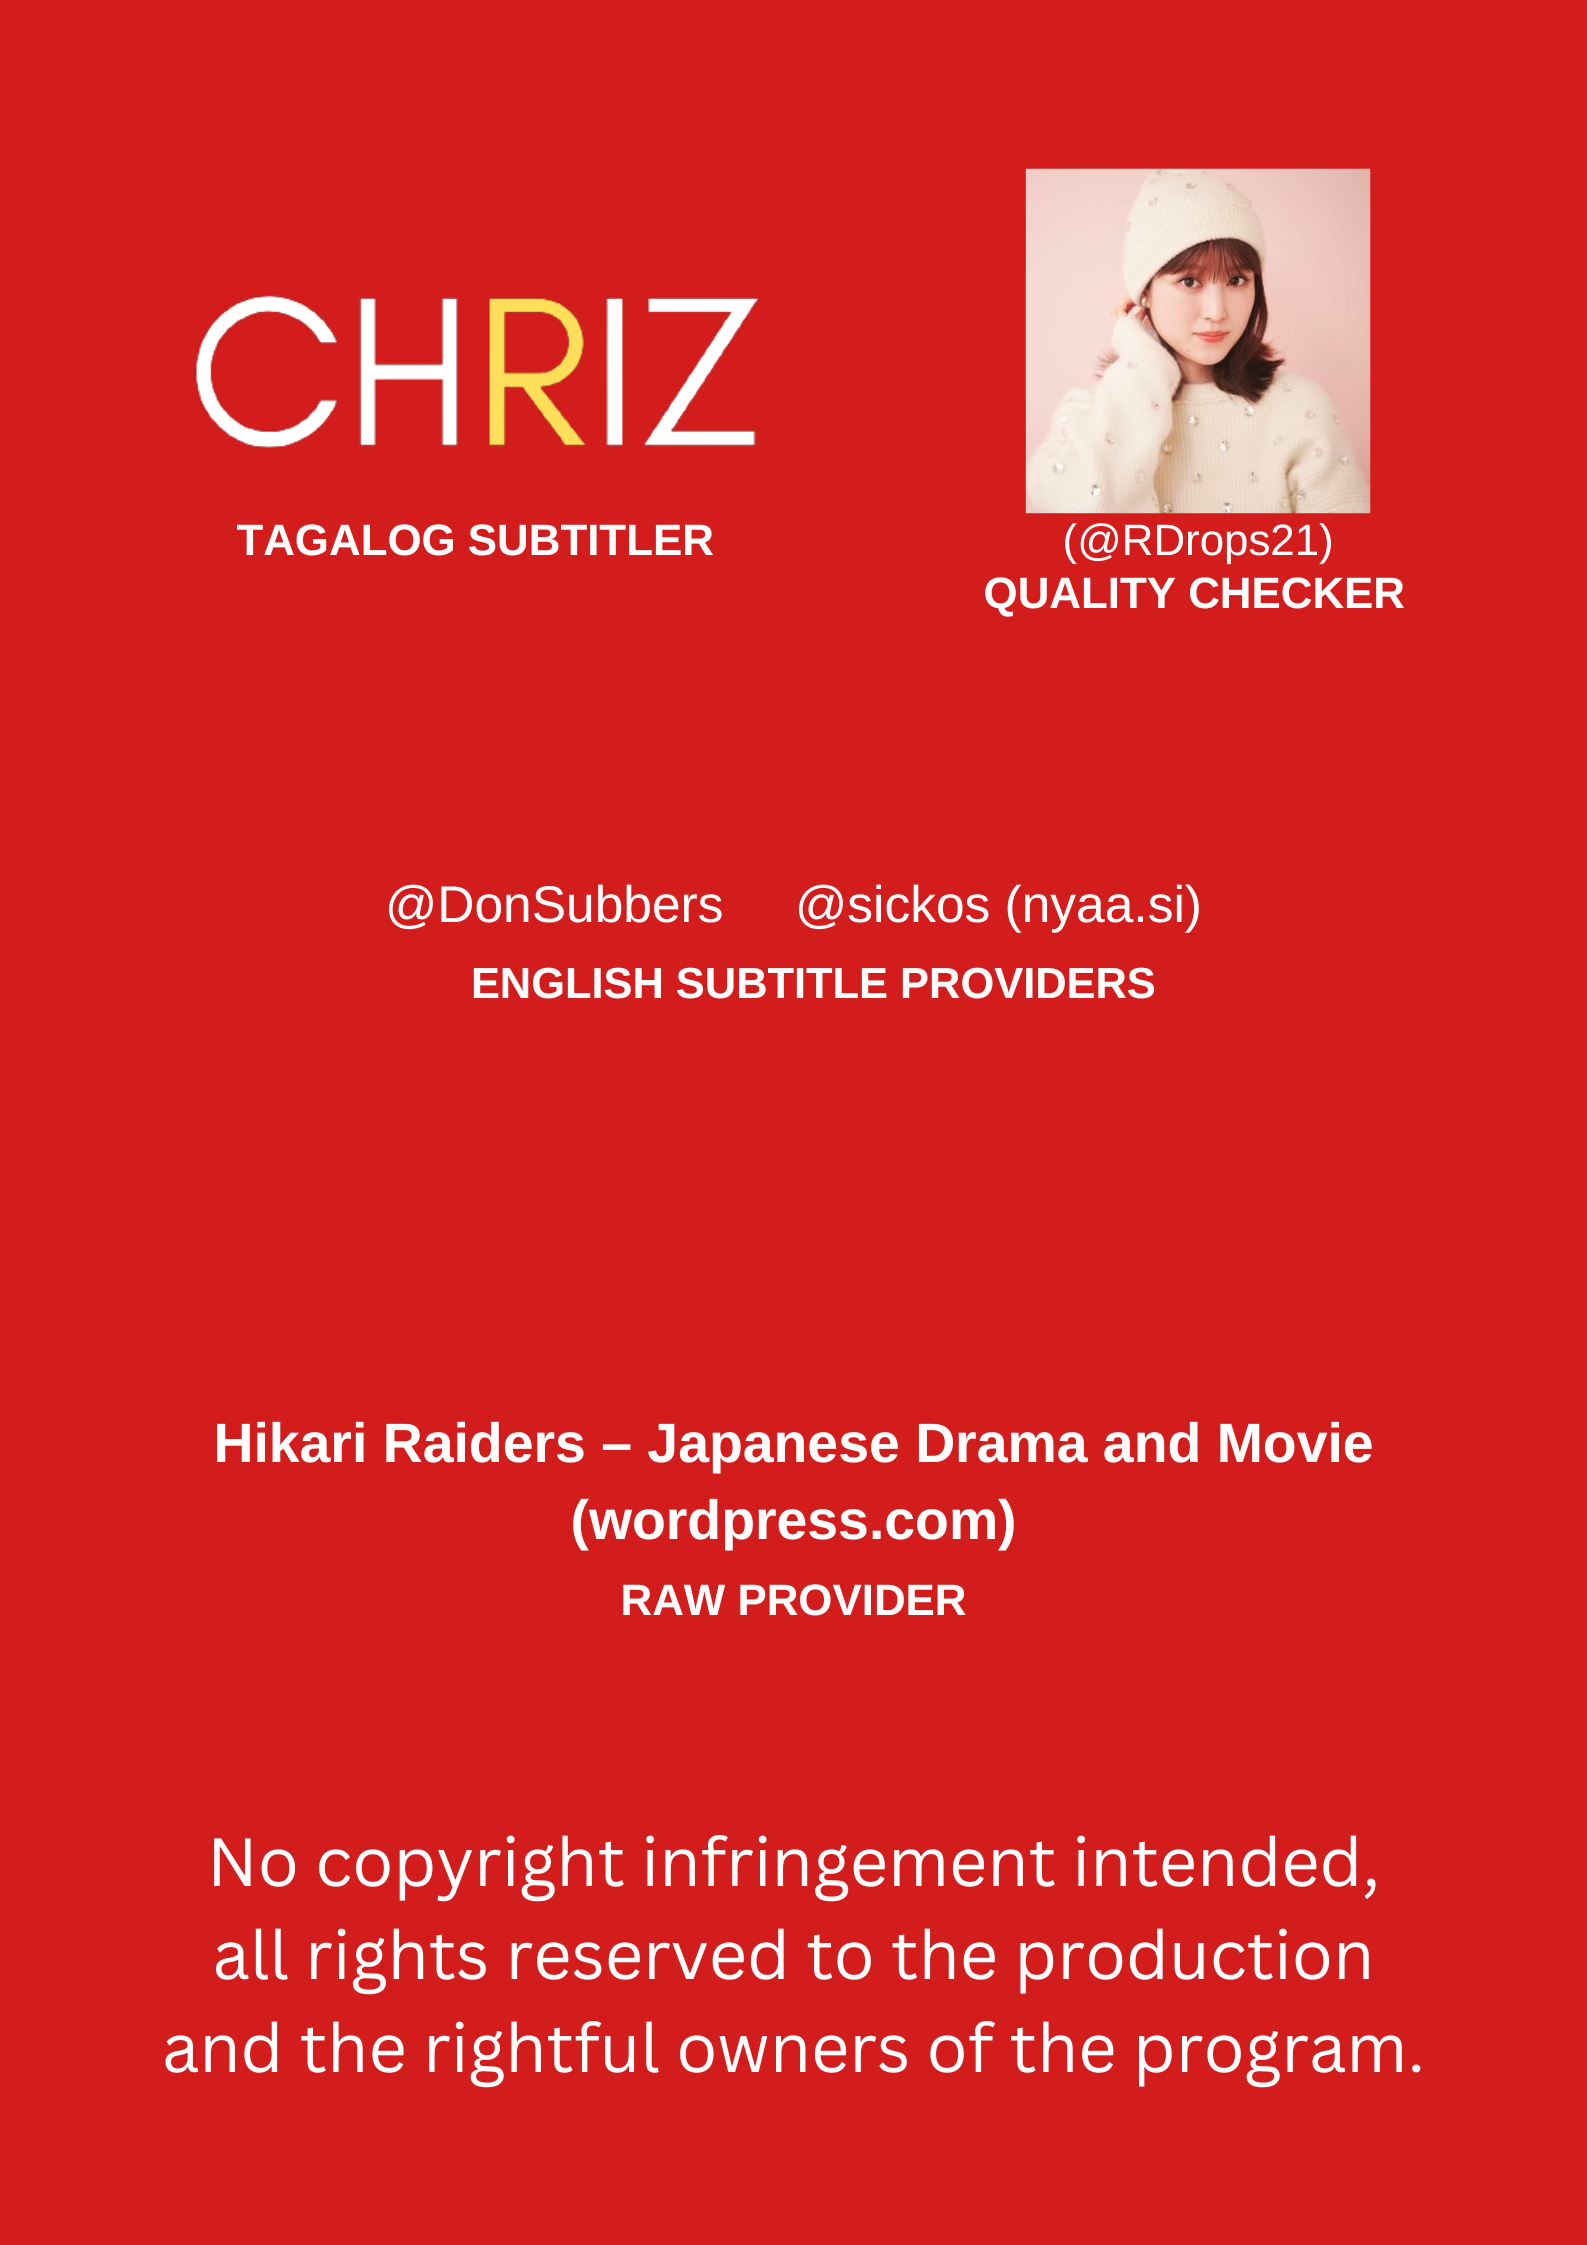 CHRIZ
TAGALOG SUBTITLER
(@RDrops21)
QUALITY CHECKER
@DonSubbers @sickos (nyaa.si)
ENGLISH SUBTITLE PROVIDERS
Hikari Raiders – Japanese Drama and Movie
(wordpress.com)
RAW PROVIDER
No copyright infringement intended,
all rights reserved to the production
and the rightful owners of the program.